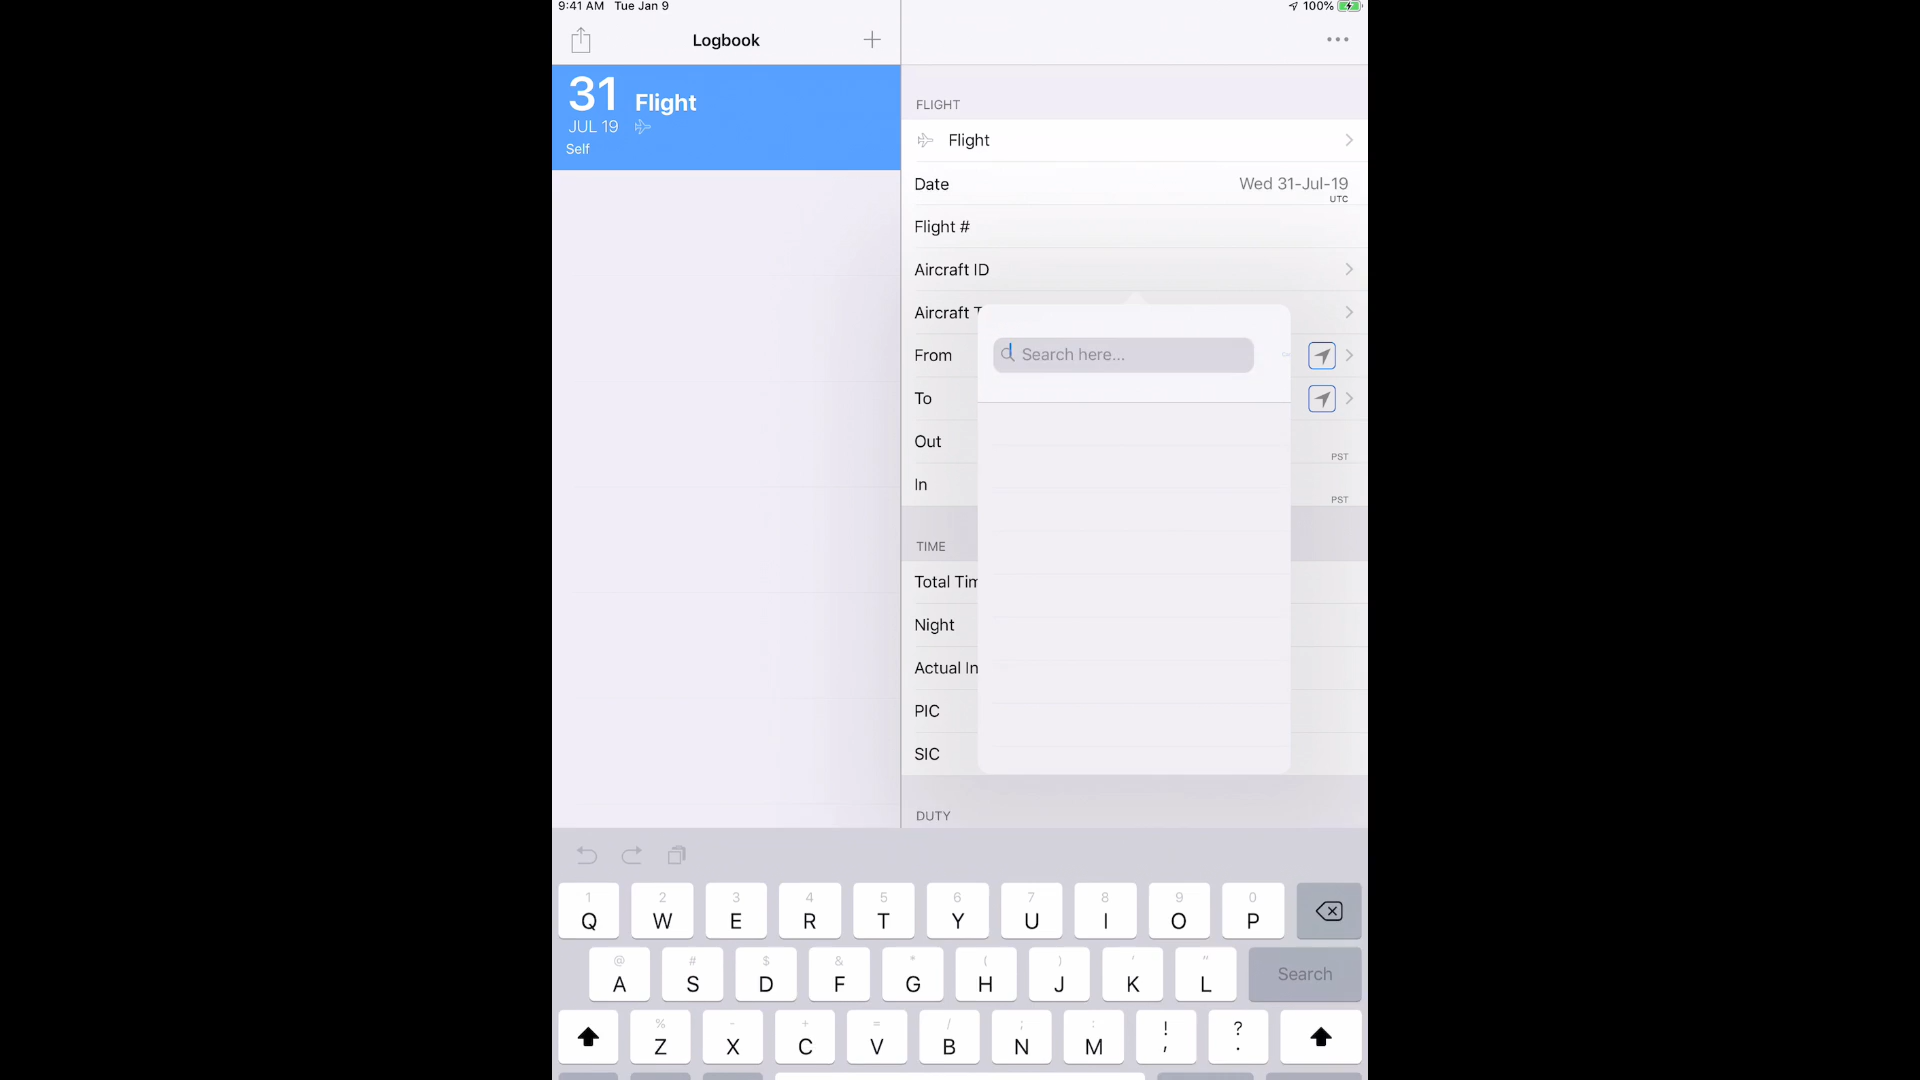 9:41 AM Tue Jan 9
100%
Logbook
31
Flight
JUL 19
Self
FLIGHT
Flight
Date
Wed 31-Jul-19
UTC
Flight #
Aircraft ID
Aircraft
From
To
Out
PST
In
PST
Search here...
TIME
Total
Night
Actual
PIC
SIC
DUTY
1 2 3 4 5 6 7 8 9 0
Q W E R T Y U I O P
@ # $ & * ( ) ' "
A S D F G H J K L Search
% - + = / ; : ! ?
Z X C V B N M , .